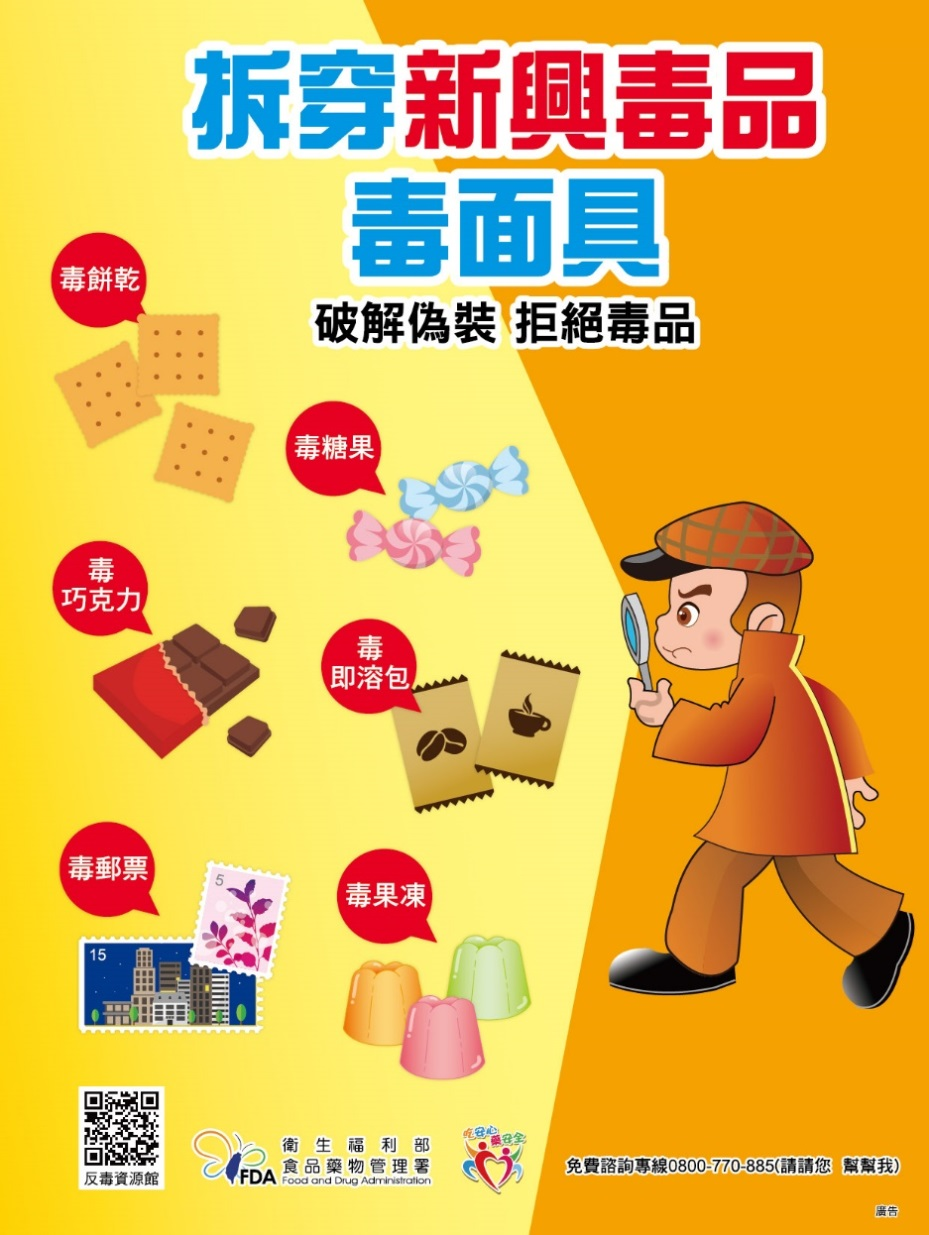 拆穿新興毒品
毒面具
破解偽裝 拒絕毒品
毒餅乾
毒糖果
毒
巧克力
毒
即溶包
毒郵票
5
15
毒果凍
反毒資源館
FDA
衛生福利部
食品藥物管理署
Food and Drug Administration
吃安心
藥安全
免費諮詢專線0800-770-885(請請您 幫幫我)
廣告